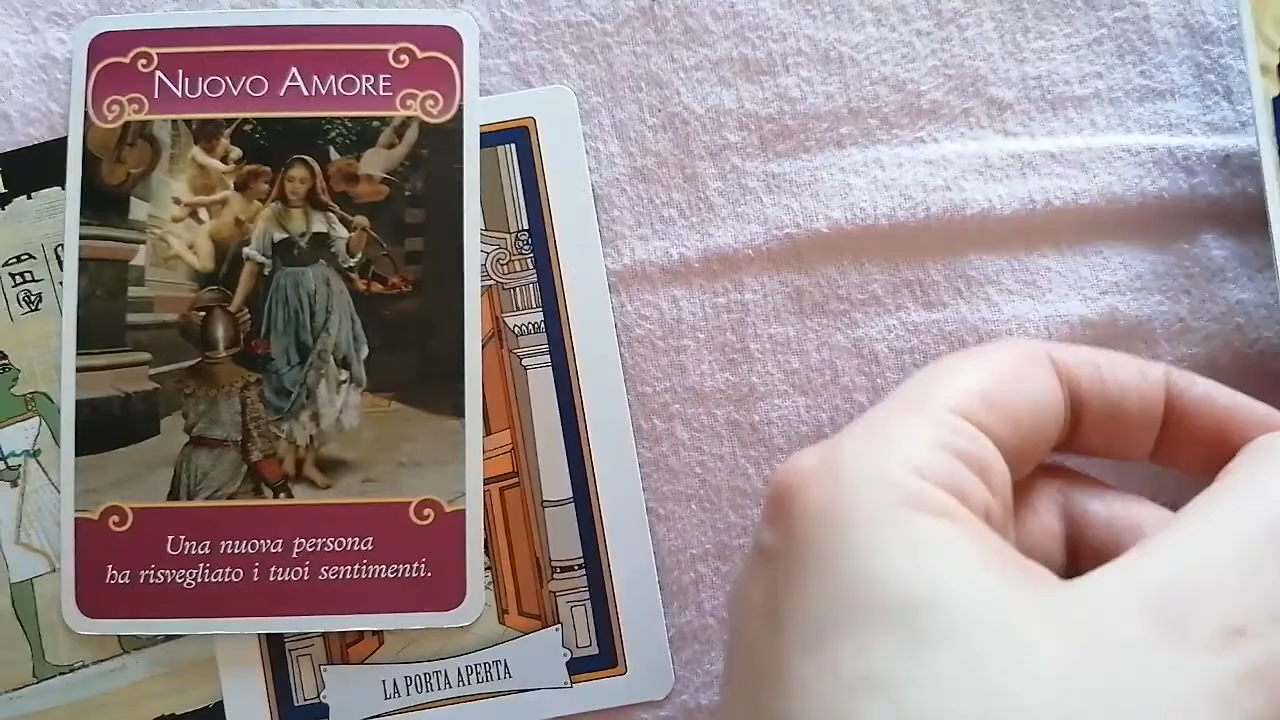 NUOVO AMORE
Una nuova persona
ha risvegliato i tuoi sentimenti.
LA PORTA APERTA